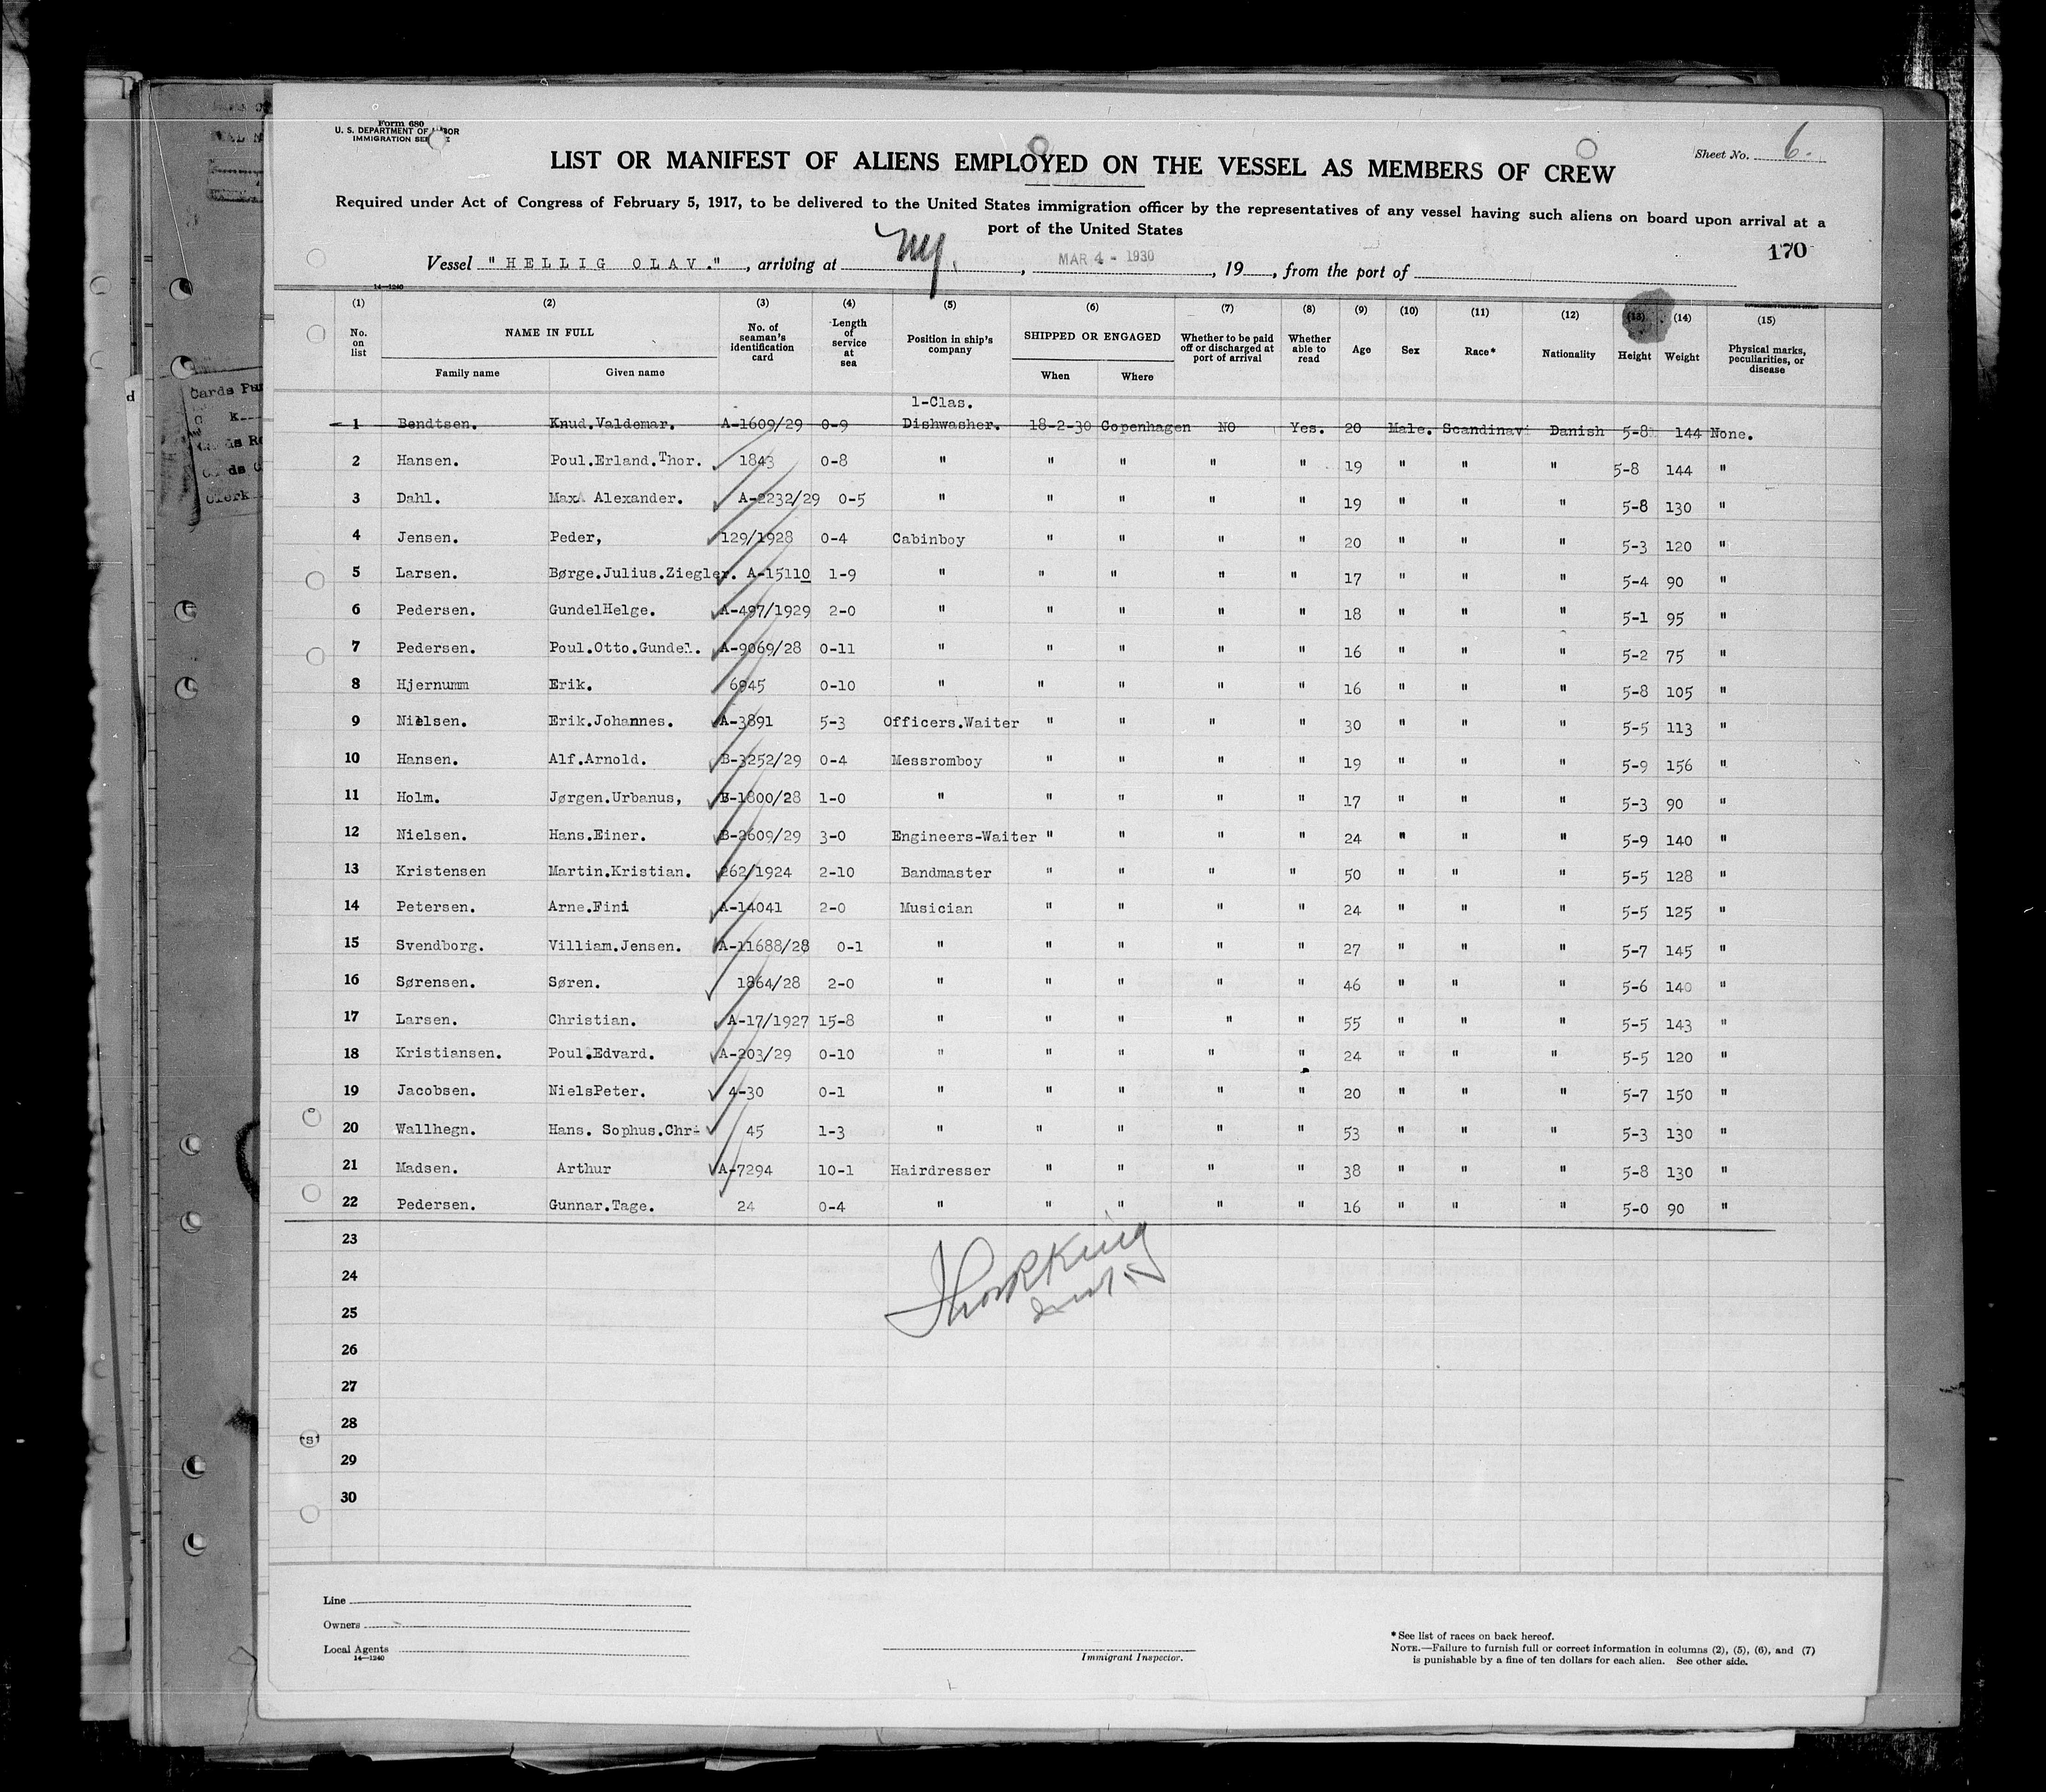 Form 680
U. S. DEPARTMENT OF LABOR
IMMIGRATION SERVICE
Sheet No. 6.
LIST OR MANIFEST OF ALIENS EMPLOYED ON THE VESSEL AS MEMBERS OF CREW
Required under Act of Congress of February 5, 1917, to be delivered to the United States immigration officer by the representatives of any vessel having such aliens on board upon arrival at a
port of the United States
170
Vessel "HELLIG OLAV.", arriving at NY., MAR 4 - 1930, 19, from the port of
14—1240
(1) (2) (3) (4) (5) (6) (7) (8) (9) (10) (11) (12) (13) (14) (15)
No. on list NAME IN FULL Family name Given name No. of seaman's identification card Length of service at sea Position in ship's company SHIPPED OR ENGAGED When Where Whether to be paid off or discharged at port of arrival Whether able to read Age Sex Race* Nationality Height Weight Physical marks, peculiarities, or disease
1-Clas.
1 Bendtsen. Knud.Valdemar. A-1609/29 0-9 Dishwasher. 18-2-30 Copenhagen NO Yes. 20 Male. Scandinav Danish 5-8 144 None.
2 Hansen. Poul.Erland.Thor. 1843 0-8 " " " " " 19 " " " 5-8 144 "
3 Dahl. Max Alexander. A-2232/29 0-5 " " " " " 19 " " " 5-8 130 "
4 Jensen. Peder, 129/1928 0-4 Cabinboy " " " " 20 " " " 5-3 120 "
5 Larsen. Børge.Julius.Ziegler. A-15110 1-9 " " " " " 17 " " " 5-4 90 "
6 Pedersen. GundelHelge. A-497/1929 2-0 " " " " " 18 " " " 5-1 95 "
7 Pedersen. Poul.Otto.Gundel. A-9069/28 0-11 " " " " " 16 " " " 5-2 75 "
8 Hjernumm Erik. 6945 0-10 " " " " " 16 " " " 5-8 105 "
9 Nielsen. Erik.Johannes. A-3891 5-3 Officers.Waiter " " " " 30 " " " 5-5 113 "
10 Hansen. Alf.Arnold. B-3252/29 0-4 Messromboy " " " " 19 " " " 5-9 156 "
11 Holm. Jørgen.Urbanus, B-1800/28 1-0 " " " " " 17 " " " 5-3 90 "
12 Nielsen. Hans.Einer. B-2609/29 3-0 Engineers-Waiter " " " " 24 " " " 5-9 140 "
13 Kristensen Martin.Kristian. 262/1924 2-10 Bandmaster " " " " 50 " " " 5-5 128 "
14 Petersen. Arne.Fini A-14041 2-0 Musician " " " " 24 " " " 5-5 125 "
15 Svendborg. Villiam.Jensen. A-11688/28 0-1 " " " " " 27 " " " 5-7 145 "
16 Sørensen. Søren. 1864/28 2-0 " " " " " 46 " " " 5-6 140 "
17 Larsen. Christian. A-17/1927 15-8 " " " " " 55 " " " 5-5 143 "
18 Kristiansen. Poul.Edvard. A-203/29 0-10 " " " " " 24 " " " 5-5 120 "
19 Jacobsen. NielsPeter. 4-30 0-1 " " " " " 20 " " " 5-7 150 "
20 Wallhegn. Hans. Sophus.Chr- 45 1-3 " " " " " 53 " " " 5-3 130 "
21 Madsen. Arthur A-7294 10-1 Hairdresser " " " " 38 " " " 5-8 130 "
22 Pedersen. Gunnar.Tage. 24 0-4 " " " " " 16 " " " 5-0 90 "
23
24
25
26
27
28
29
30
Line
Owners
Local Agents
14—1240
Immigrant Inspector.
*See list of races on back hereof.
NOTE.—Failure to furnish full or correct information in columns (2), (5), (6), and (7)
is punishable by a fine of ten dollars for each alien. See other side.